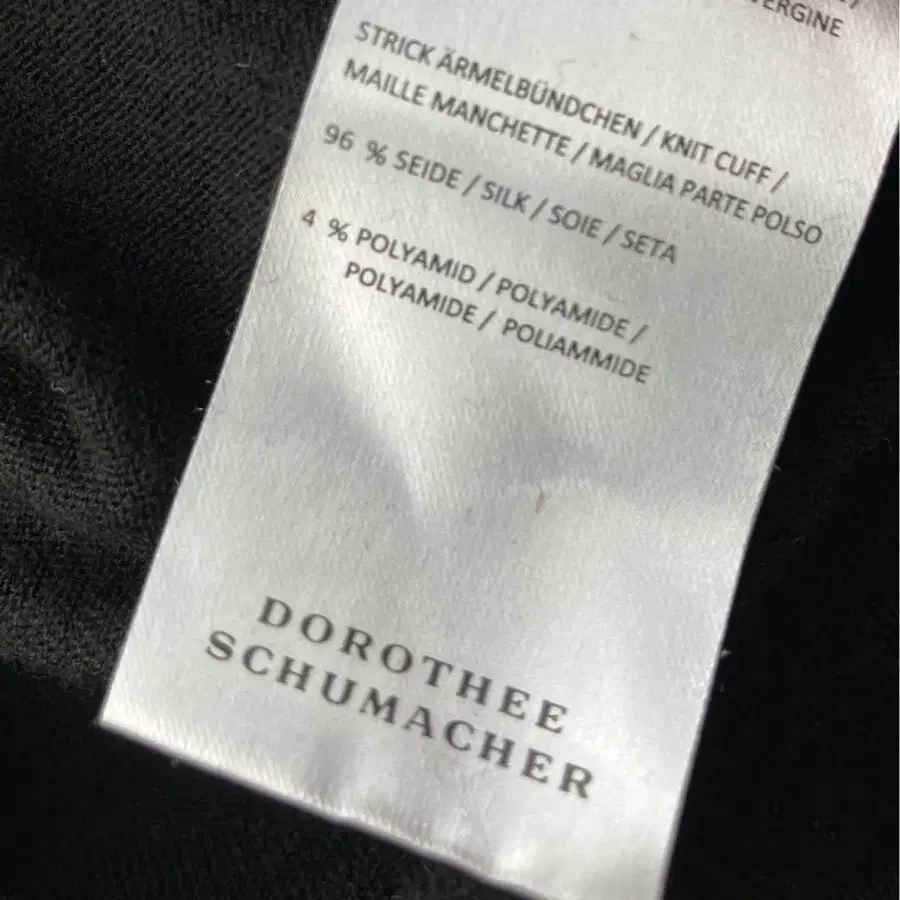 VERGINE
STRICK ÄRMELBÜNDCHEN / KNIT CUFF /
MAILLE MANCHETTE / MAGLIA PARTE POLSO
96 % SEIDE / SILK / SOIE / SETA
4 % POLYAMID / POLYAMIDE /
POLYAMIDE / POLIAMMIDE
DOROTHEE
SCHUMACHER